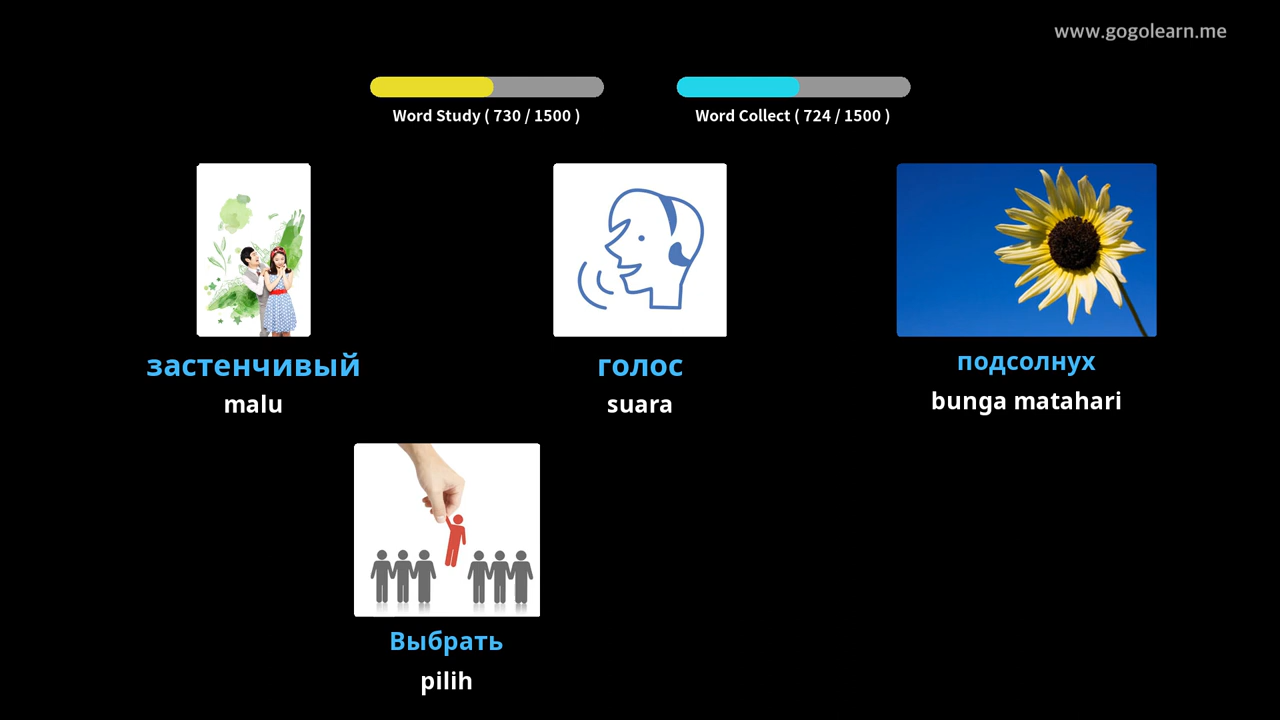 www.gogolearn.me
Word Study ( 730 / 1500 )
Word Collect ( 724 / 1500 )
застенчивый
malu
голос
suara
подсолнух
bunga matahari
Выбрать
pilih